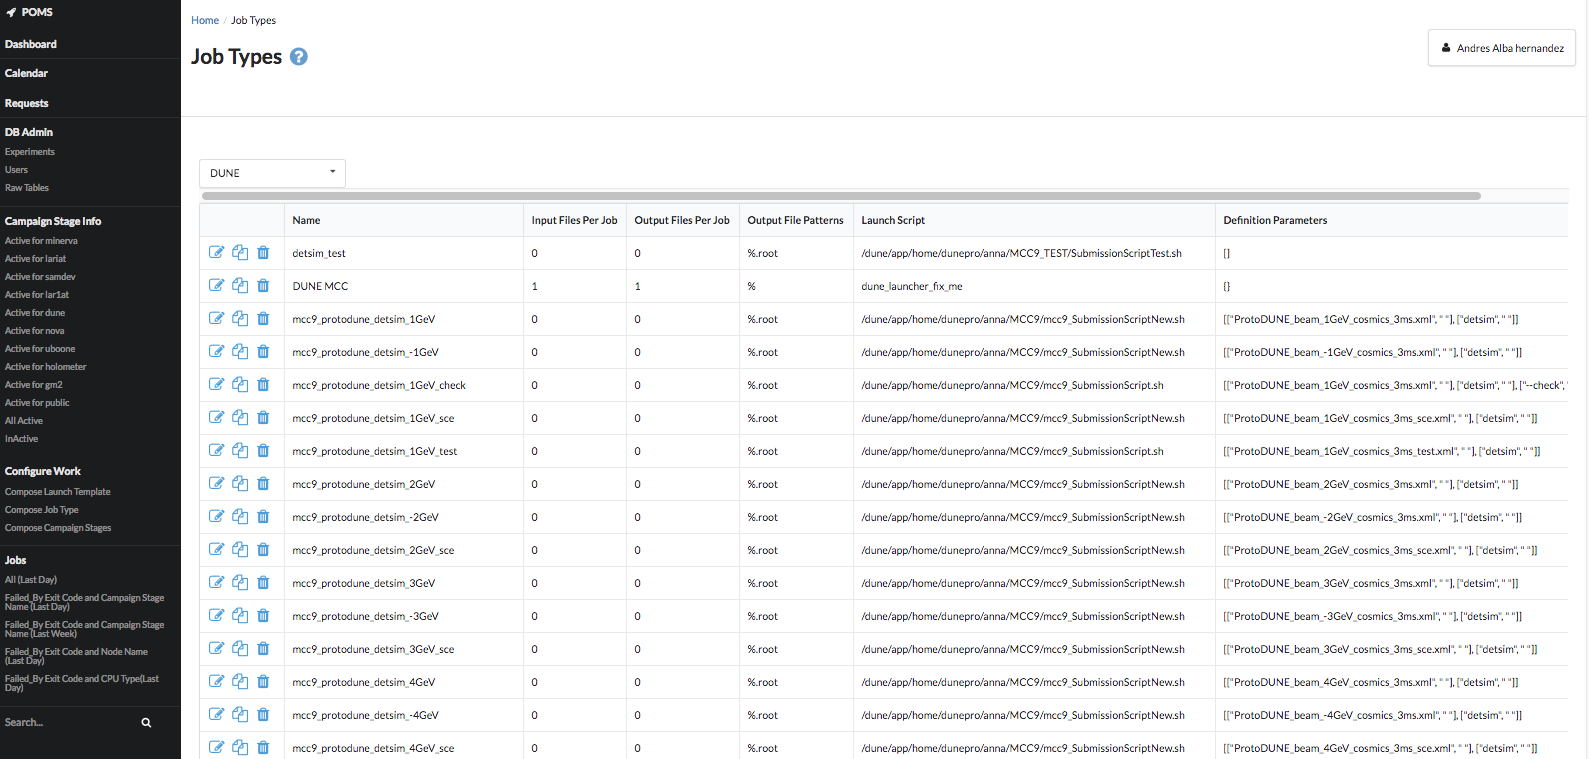 POMS
Dashboard
Calendar
Requests
DB Admin
Experiments
Users
Raw Tables
Campaign Stage Info
Active for minerva
Active for lariat
Active for samdev
Active for lar1at
Active for dune
Active for nova
Active for uboone
Active for holometer
Active for gm2
Active for public
All Active
InActive
Configure Work
Compose Launch Template
Compose Job Type
Compose Campaign Stages
Jobs
All (Last Day)
Failed_By Exit Code and Campaign Stage
Name (Last Day)
Failed_By Exit Code and Campaign Stage
Name (Last Week)
Failed_By Exit Code and Node Name
(Last Day)
Failed_By Exit Code and CPU Type(Last
Day)
Search...
Home / Job Types
Job Types ?
Andres Alba hernandez
DUNE
Name Input Files Per Job Output Files Per Job Output File Patterns Launch Script Definition Parameters
detsim_test 0 0 %.root /dune/app/home/dunepro/anna/MCC9_TEST/SubmissionScriptTest.sh []
DUNE MCC 1 1 % dune_launcher_fix_me {}
mcc9_protodune_detsim_1GeV 0 0 %.root /dune/app/home/dunepro/anna/MCC9/mcc9_SubmissionScriptNew.sh [["ProtoDUNE_beam_1GeV_cosmics_3ms.xml", " "], ["detsim", " "]]
mcc9_protodune_detsim_-1GeV 0 0 %.root /dune/app/home/dunepro/anna/MCC9/mcc9_SubmissionScriptNew.sh [["ProtoDUNE_beam_-1GeV_cosmics_3ms.xml", " "], ["detsim", " "]]
mcc9_protodune_detsim_1GeV_check 0 0 %.root /dune/app/home/dunepro/anna/MCC9/mcc9_SubmissionScript.sh [["ProtoDUNE_beam_1GeV_cosmics_3ms.xml", " "], ["detsim", " "], ["--check", "
mcc9_protodune_detsim_1GeV_sce 0 0 %.root /dune/app/home/dunepro/anna/MCC9/mcc9_SubmissionScriptNew.sh [["ProtoDUNE_beam_1GeV_cosmics_3ms_sce.xml", " "], ["detsim", " "]]
mcc9_protodune_detsim_1GeV_test 0 0 %.root /dune/app/home/dunepro/anna/MCC9/mcc9_SubmissionScript.sh [["ProtoDUNE_beam_1GeV_cosmics_3ms_test.xml", " "], ["detsim", " "]]
mcc9_protodune_detsim_2GeV 0 0 %.root /dune/app/home/dunepro/anna/MCC9/mcc9_SubmissionScriptNew.sh [["ProtoDUNE_beam_2GeV_cosmics_3ms.xml", " "], ["detsim", " "]]
mcc9_protodune_detsim_-2GeV 0 0 %.root /dune/app/home/dunepro/anna/MCC9/mcc9_SubmissionScriptNew.sh [["ProtoDUNE_beam_-2GeV_cosmics_3ms.xml", " "], ["detsim", " "]]
mcc9_protodune_detsim_2GeV_sce 0 0 %.root /dune/app/home/dunepro/anna/MCC9/mcc9_SubmissionScriptNew.sh [["ProtoDUNE_beam_2GeV_cosmics_3ms_sce.xml", " "], ["detsim", " "]]
mcc9_protodune_detsim_3GeV 0 0 %.root /dune/app/home/dunepro/anna/MCC9/mcc9_SubmissionScriptNew.sh [["ProtoDUNE_beam_3GeV_cosmics_3ms.xml", " "], ["detsim", " "]]
mcc9_protodune_detsim_-3GeV 0 0 %.root /dune/app/home/dunepro/anna/MCC9/mcc9_SubmissionScriptNew.sh [["ProtoDUNE_beam_-3GeV_cosmics_3ms.xml", " "], ["detsim", " "]]
mcc9_protodune_detsim_3GeV_sce 0 0 %.root /dune/app/home/dunepro/anna/MCC9/mcc9_SubmissionScriptNew.sh [["ProtoDUNE_beam_3GeV_cosmics_3ms_sce.xml", " "], ["detsim", " "]]
mcc9_protodune_detsim_4GeV 0 0 %.root /dune/app/home/dunepro/anna/MCC9/mcc9_SubmissionScriptNew.sh [["ProtoDUNE_beam_4GeV_cosmics_3ms.xml", " "], ["detsim", " "]]
mcc9_protodune_detsim_-4GeV 0 0 %.root /dune/app/home/dunepro/anna/MCC9/mcc9_SubmissionScriptNew.sh [["ProtoDUNE_beam_-4GeV_cosmics_3ms.xml", " "], ["detsim", " "]]
mcc9_protodune_detsim_4GeV_sce 0 0 %.root /dune/app/home/dunepro/anna/MCC9/mcc9_SubmissionScriptNew.sh [["ProtoDUNE_beam_4GeV_cosmics_3ms_sce.xml", " "], ["detsim", " "]]